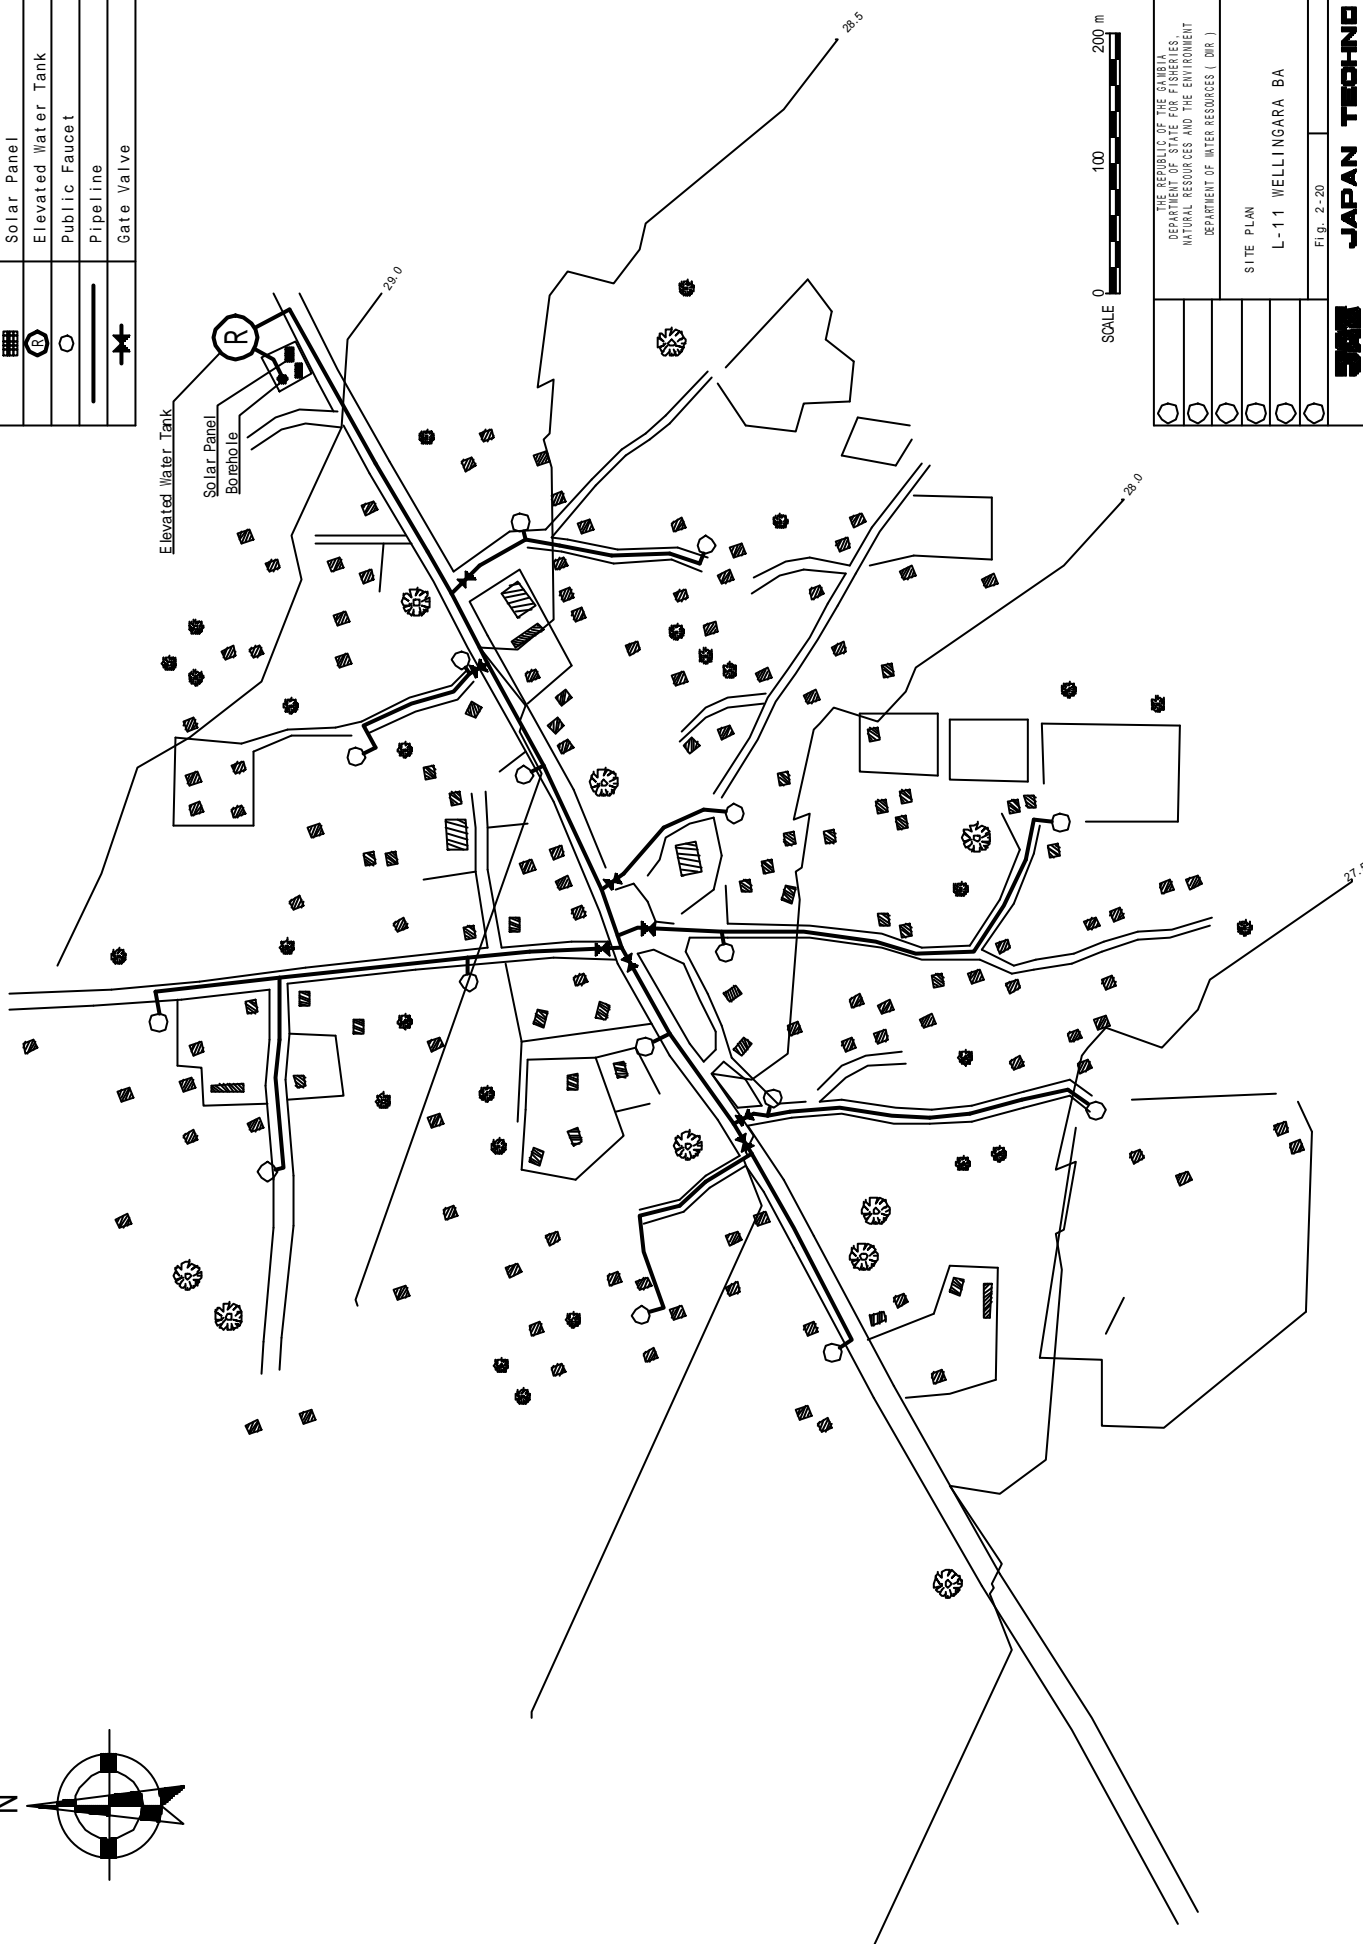 Solar Panel
R
Elevated Water Tank
Public Faucet
Pipeline
Gate Valve
R
Elevated Water Tank
Solar Panel
Borehole
29.0
28.5
28.0
27.5
N
SCALE 0 100 200 m
THE REPUBLIC OF THE GAMBIA
DEPARTMENT OF STATE FOR FISHERIES,
NATURAL RESOURCES AND THE ENVIRONMENT
DEPARTMENT OF WATER RESOURCES ( DWR )
SITE PLAN
L-11 WELLINGARA BA
Fig. 2-20
JAPAN TECHNO